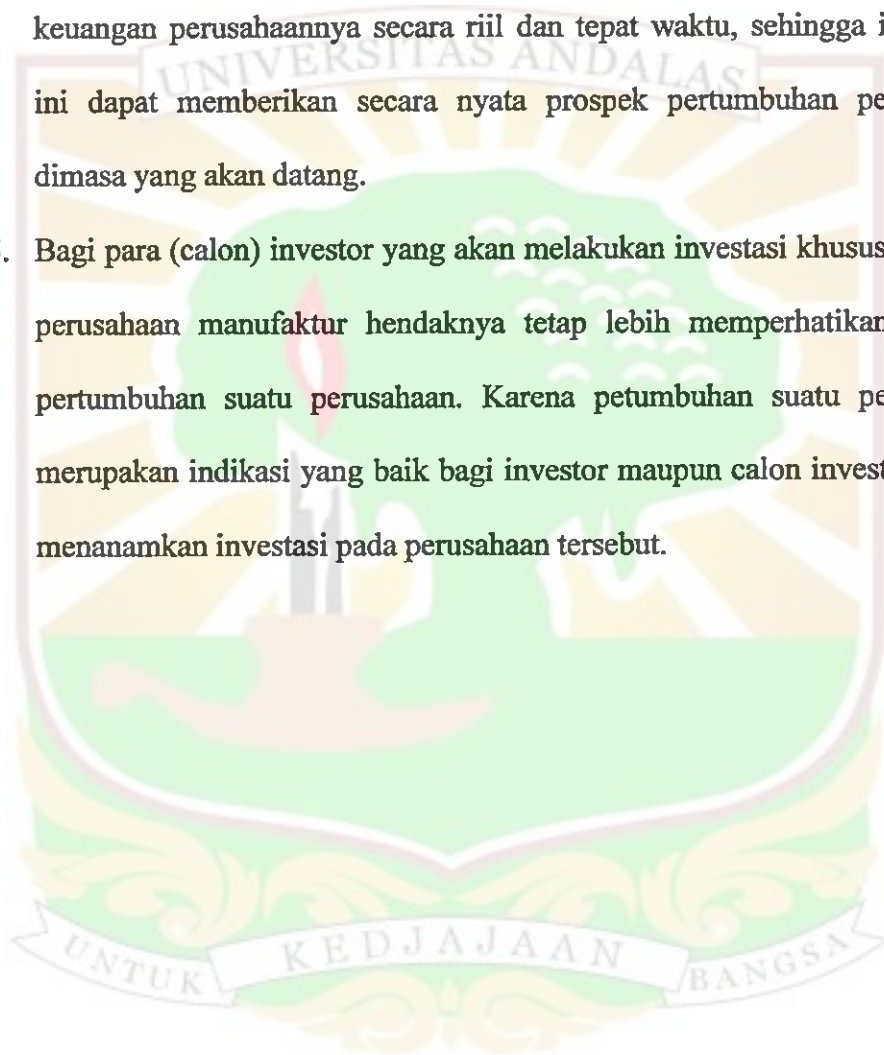 keuangan perusahaannya secara riil dan tepat waktu, sehingga
ini dapat memberikan secara nyata prospek pertumbuhan
dimasa yang akan datang.
Bagi para (calon) investor yang akan melakukan investasi khusus
perusahaan manufaktur hendaknya tetap lebih memperhatikan
pertumbuhan suatu perusahaan. Karena petumbuhan suatu
merupakan indikasi yang baik bagi investor maupun calon
menanamkan investasi pada perusahaan tersebut.
UNIVERSITAS ANDALAS
UNTUK KEDJAJAAN BANGSA